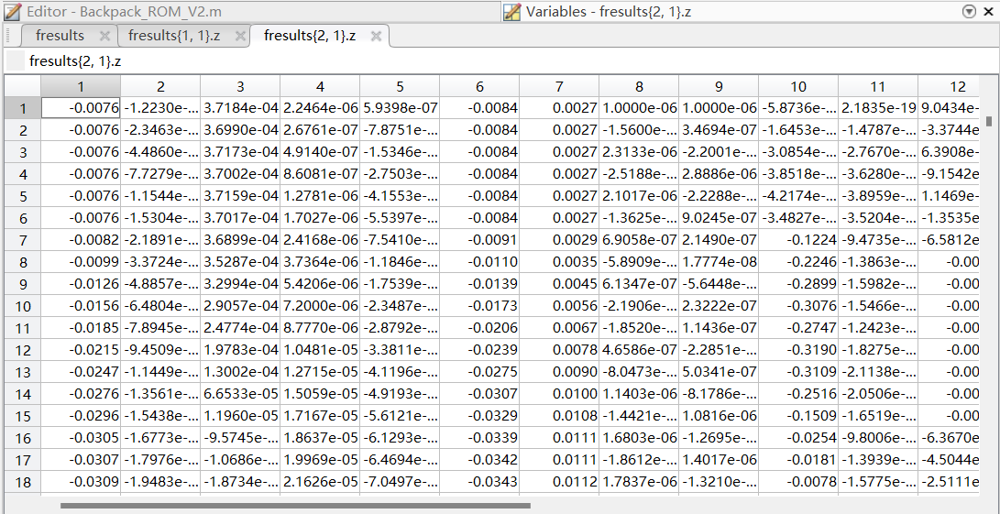 Editor - Backpack_ROM_V2.m Variables - fresults{2, 1}.z
fresults fresults{1, 1}.z fresults{2, 1}.z
fresults{2, 1}.z
1 2 3 4 5 6 7 8 9 10 11 12
1 -0.0076 -1.2230e-... 3.7184e-04 2.2464e-06 5.9398e-07 -0.0084 0.0027 1.0000e-06 1.0000e-06 -5.8736e-... 2.1835e-19 9.0434e-
2 -0.0076 -2.3463e-... 3.6990e-04 2.6761e-07 -7.8751e-... -0.0084 0.0027 -1.5600e-... 3.4694e-07 -1.6453e-... -1.4787e-... -3.3744e-
3 -0.0076 -4.4860e-... 3.7173e-04 4.9140e-07 -1.5346e-... -0.0084 0.0027 2.3133e-06 -2.2001e-... -3.0854e-... -2.7670e-... 6.3908e-
4 -0.0076 -7.7279e-... 3.7002e-04 8.6081e-07 -2.7503e-... -0.0084 0.0027 -2.5188e-... 2.8886e-06 -3.8518e-... -3.6280e-... -9.1542e-
5 -0.0076 -1.1544e-... 3.7159e-04 1.2781e-06 -4.1553e-... -0.0084 0.0027 2.1017e-06 -2.2288e-... -4.2174e-... -3.8959e-... 1.1469e-
6 -0.0076 -1.5304e-... 3.7017e-04 1.7027e-06 -5.5397e-... -0.0084 0.0027 -1.3625e-... 9.0245e-07 -3.4827e-... -3.5204e-... -1.3535e-
7 -0.0082 -2.1891e-... 3.6899e-04 2.4168e-06 -7.5410e-... -0.0091 0.0029 6.9058e-07 2.1490e-07 -0.1224 -9.4735e-... -6.5812e-
8 -0.0099 -3.3724e-... 3.5287e-04 3.7364e-06 -1.1846e-... -0.0110 0.0035 -5.8909e-... 1.7774e-08 -0.2246 -1.3863e-... -0.00
9 -0.0126 -4.8857e-... 3.2994e-04 5.4206e-06 -1.7539e-... -0.0139 0.0045 6.1347e-07 -5.6448e-... -0.2899 -1.5982e-... -0.00
10 -0.0156 -6.4804e-... 2.9057e-04 7.2000e-06 -2.3487e-... -0.0173 0.0056 -2.1906e-... 2.3222e-07 -0.3076 -1.5466e-... -0.00
11 -0.0185 -7.8945e-... 2.4774e-04 8.7770e-06 -2.8792e-... -0.0206 0.0067 -1.8520e-... 1.1436e-07 -0.2747 -1.2423e-... -0.00
12 -0.0215 -9.4509e-... 1.9783e-04 1.0481e-05 -3.3811e-... -0.0239 0.0078 4.6586e-07 -2.2851e-... -0.3190 -1.8275e-... -0.00
13 -0.0247 -1.1449e-... 1.3002e-04 1.2715e-05 -4.1196e-... -0.0275 0.0090 -8.0473e-... 5.0341e-07 -0.3109 -2.1138e-... -0.00
14 -0.0276 -1.3561e-... 6.6533e-05 1.5059e-05 -4.9193e-... -0.0307 0.0100 1.1403e-06 -8.1786e-... -0.2516 -2.0506e-... -0.00
15 -0.0296 -1.5438e-... 1.1960e-05 1.7167e-05 -5.6121e-... -0.0329 0.0108 -1.4421e-... 1.0816e-06 -0.1509 -1.6519e-... -0.00
16 -0.0305 -1.6773e-... -9.5745e-... 1.8637e-05 -6.1293e-... -0.0339 0.0111 1.6803e-06 -1.2695e-... -0.0254 -9.8006e-... -6.3670e
17 -0.0307 -1.7976e-... -1.0686e-... 1.9969e-05 -6.4694e-... -0.0342 0.0111 -1.8612e-... 1.4017e-06 -0.0181 -1.3939e-... -4.5044e
18 -0.0309 -1.9483e-... -1.8734e-... 2.1626e-05 -7.0497e-... -0.0343 0.0112 1.7837e-06 -1.3210e-... -0.0078 -1.5775e-... -2.5111e